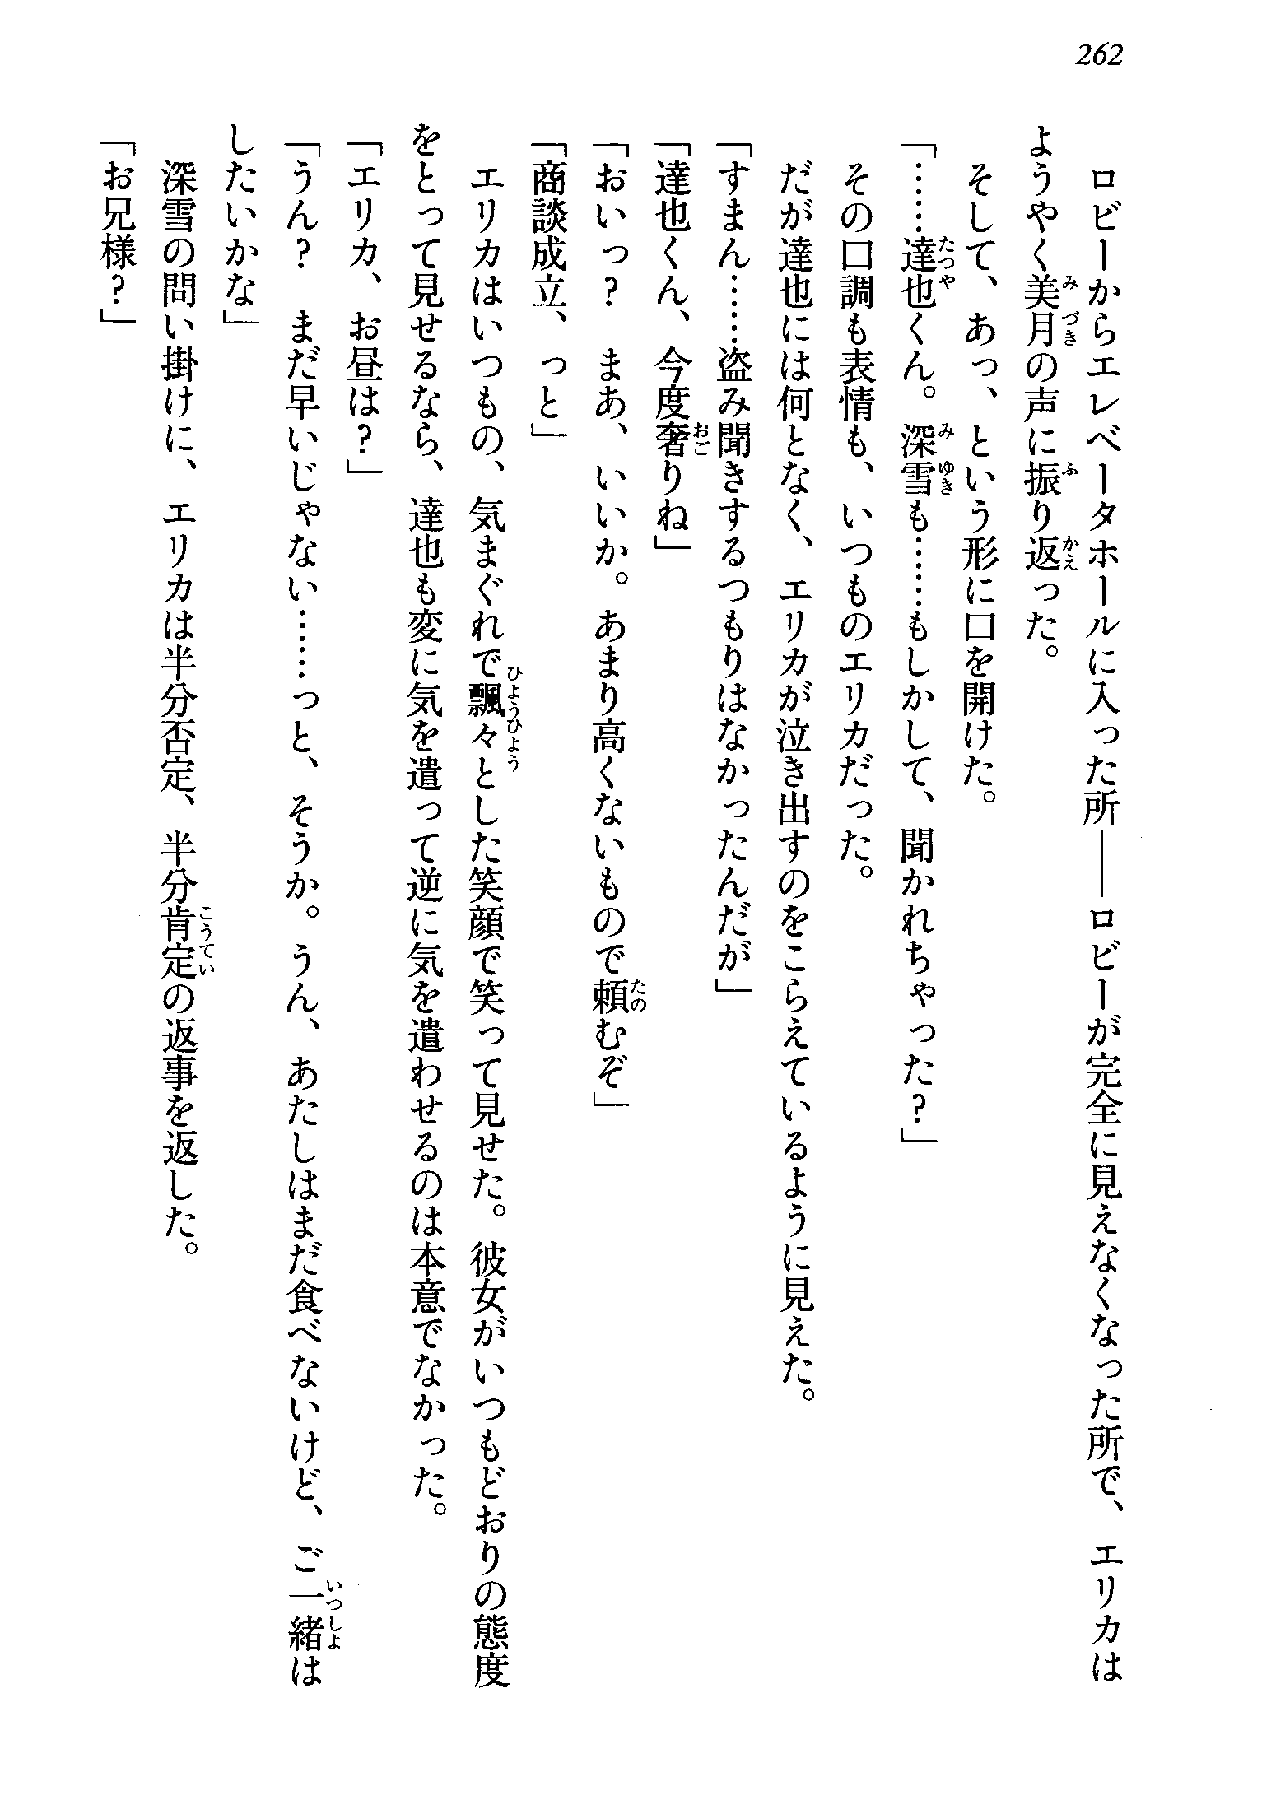 262
ロビーからエレベータホールに入った所――ロビーが完全に見えなくなった所で、エリカは
ようやく美月の声に振り返った。
そして、あっ、という形に口を開けた。
「……達也くん。深雪も……もしかして、聞かれちゃった?」
その口調も表情も、いつものエリカだった。
だが達也には何となく、エリカが泣き出すのをこらえているように見えた。
「すまん……盗み聞きするつもりはなかったんだが」
「達也くん、今度奢りね」
「おいっ? まあ、いいか。あまり高くないもので頼むぞ」
「商談成立、っと」
エリカはいつもの、気まぐれで飄々とした笑顔で笑って見せた。彼女がいつもどおりの態度
をとって見せるなら、達也も変に気を遣って逆に気を遣わせるのは本意でなかった。
「エリカ、お昼は?」
「うん? まだ早いじゃない……っと、そうか。うん、あたしはまだ食べないけど、ご一緒は
したいかな」
深雪の問い掛けに、エリカは半分否定、半分肯定の返事を返した。
「お兄様?」